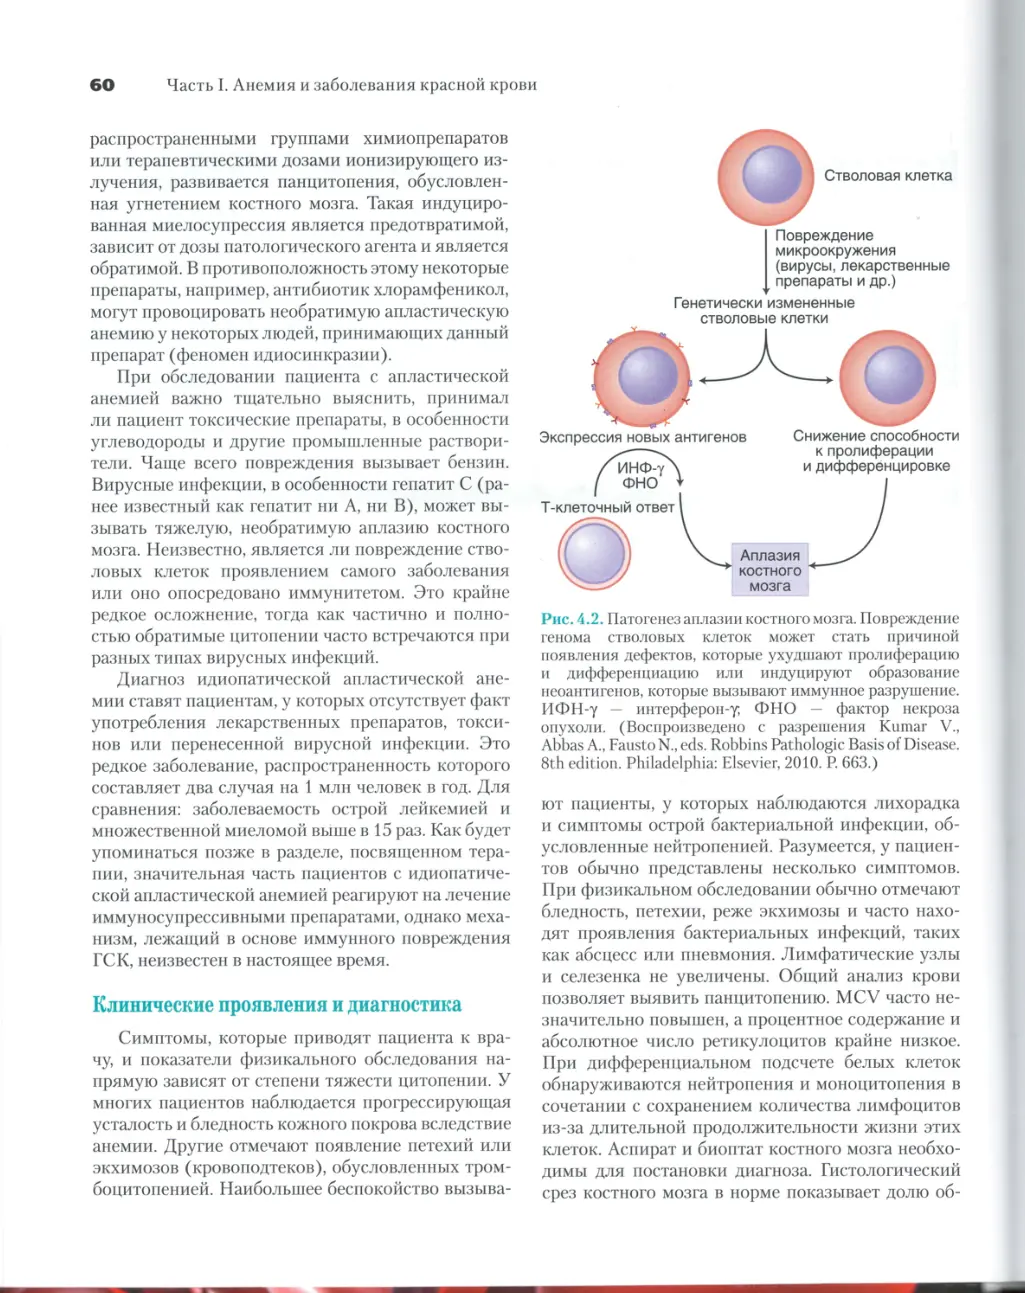 60 Часть I. Анемия и заболевания красной крови
распространенными группами химиопрепаратов
или терапевтическими дозами ионизирующего из-
лучения, развивается панцитопения, обусловлен-
ная угнетением костного мозга. Такая индуциро-
ванная миелосупрессия является предотвратимой,
зависит от дозы патологического агента и является
обратимой. В противоположность этому некоторые
препараты, например, антибиотик хлорамфеникол,
могут провоцировать необратимую апластическую
анемию у некоторых людей, принимающих данный
препарат (феномен идиосинкразии).
При обследовании пациента с апластической
анемией важно тщательно выяснить, принимал
ли пациент токсические препараты, в особенности
углеводороды и другие промышленные раствори-
тели. Чаще всего повреждения вызывает бензин.
Вирусные инфекции, в особенности гепатит С (ра-
нее известный как гепатит ни А, ни В), может вы-
зывать тяжелую, необратимую аплазию костного
мозга. Неизвестно, является ли повреждение ство-
ловых клеток проявлением самого заболевания
или оно опосредовано иммунитетом. Это крайне
редкое осложнение, тогда как частично и полно-
стью обратимые цитопении часто встречаются при
разных типах вирусных инфекций.
Диагноз идиопатической апластической ане-
мии ставят пациентам, у которых отсутствует факт
употребления лекарственных препаратов, токси-
нов или перенесенной вирусной инфекции. Это
редкое заболевание, распространенность которого
составляет два случая на 1 млн человек в год. Для
сравнения: заболеваемость острой лейкемией и
множественной миеломой выше в 15 раз. Как будет
упоминаться позже в разделе, посвященном тера-
пии, значительная часть пациентов с идиопатиче-
ской апластической анемией реагируют на лечение
иммуносупрессивными препаратами, однако меха-
низм, лежащий в основе иммунного повреждения
ГСК, неизвестен в настоящее время.
Клинические проявления и диагностика
Симптомы, которые приводят пациента к вра-
чу, и показатели физикального обследования на-
прямую зависят от степени тяжести цитопении. У
многих пациентов наблюдается прогрессирующая
усталость и бледность кожного покрова вследствие
анемии. Другие отмечают появление петехий или
экхимозов (кровоподтеков), обусловленных тром-
боцитопенией. Наибольшее беспокойство вызыва-
Стволовая клетка
Повреждение
микроокружения
(вирусы, лекарственные
препараты и др.)
Генетически измененные
стволовые клетки
Экспрессия новых антигенов
Снижение способности
к пролиферации
и дифференцировке
ИНФ-γ
ФНО
Т-клеточный ответ
Аплазия
костного
мозга
Рис. 4.2. Патогенез аплазии костного мозга. Повреждение
генома стволовых клеток может стать причиной
появления дефектов, которые ухудшают пролиферацию
и дифференциацию или индуцируют образование
неоантигенов, которые вызывают иммунное разрушение.
ИФН-γ — интерферон-γ; ФНО — фактор некроза
опухоли. (Воспроизведено с разрешения Kumar V.,
Abbas A., Fausto N., eds. Robbins Pathologic Basis of Disease.
8th edition. Philadelphia: Elsevier, 2010. P. 663.)
ют пациенты, у которых наблюдаются лихорадка
и симптомы острой бактериальной инфекции, об-
условленные нейтропенией. Разумеется, у пациен-
тов обычно представлены несколько симптомов.
При физикальном обследовании обычно отмечают
бледность, петехии, реже экхимозы и часто нахо-
дят проявления бактериальных инфекций, таких
как абсцесс или пневмония. Лимфатические узлы
и селезенка не увеличены. Общий анализ крови
позволяет выявить панцитопению. MCV часто не-
значительно повышен, а процентное содержание и
абсолютное число ретикулоцитов крайне низкое.
При дифференциальном подсчете белых клеток
обнаруживаются нейтропения и моноцитопения в
сочетании с сохранением количества лимфоцитов
из-за длительной продолжительности жизни этих
клеток. Аспират и биоптат костного мозга необхо-
димы для постановки диагноза. Гистологический
срез костного мозга в норме показывает долю об-